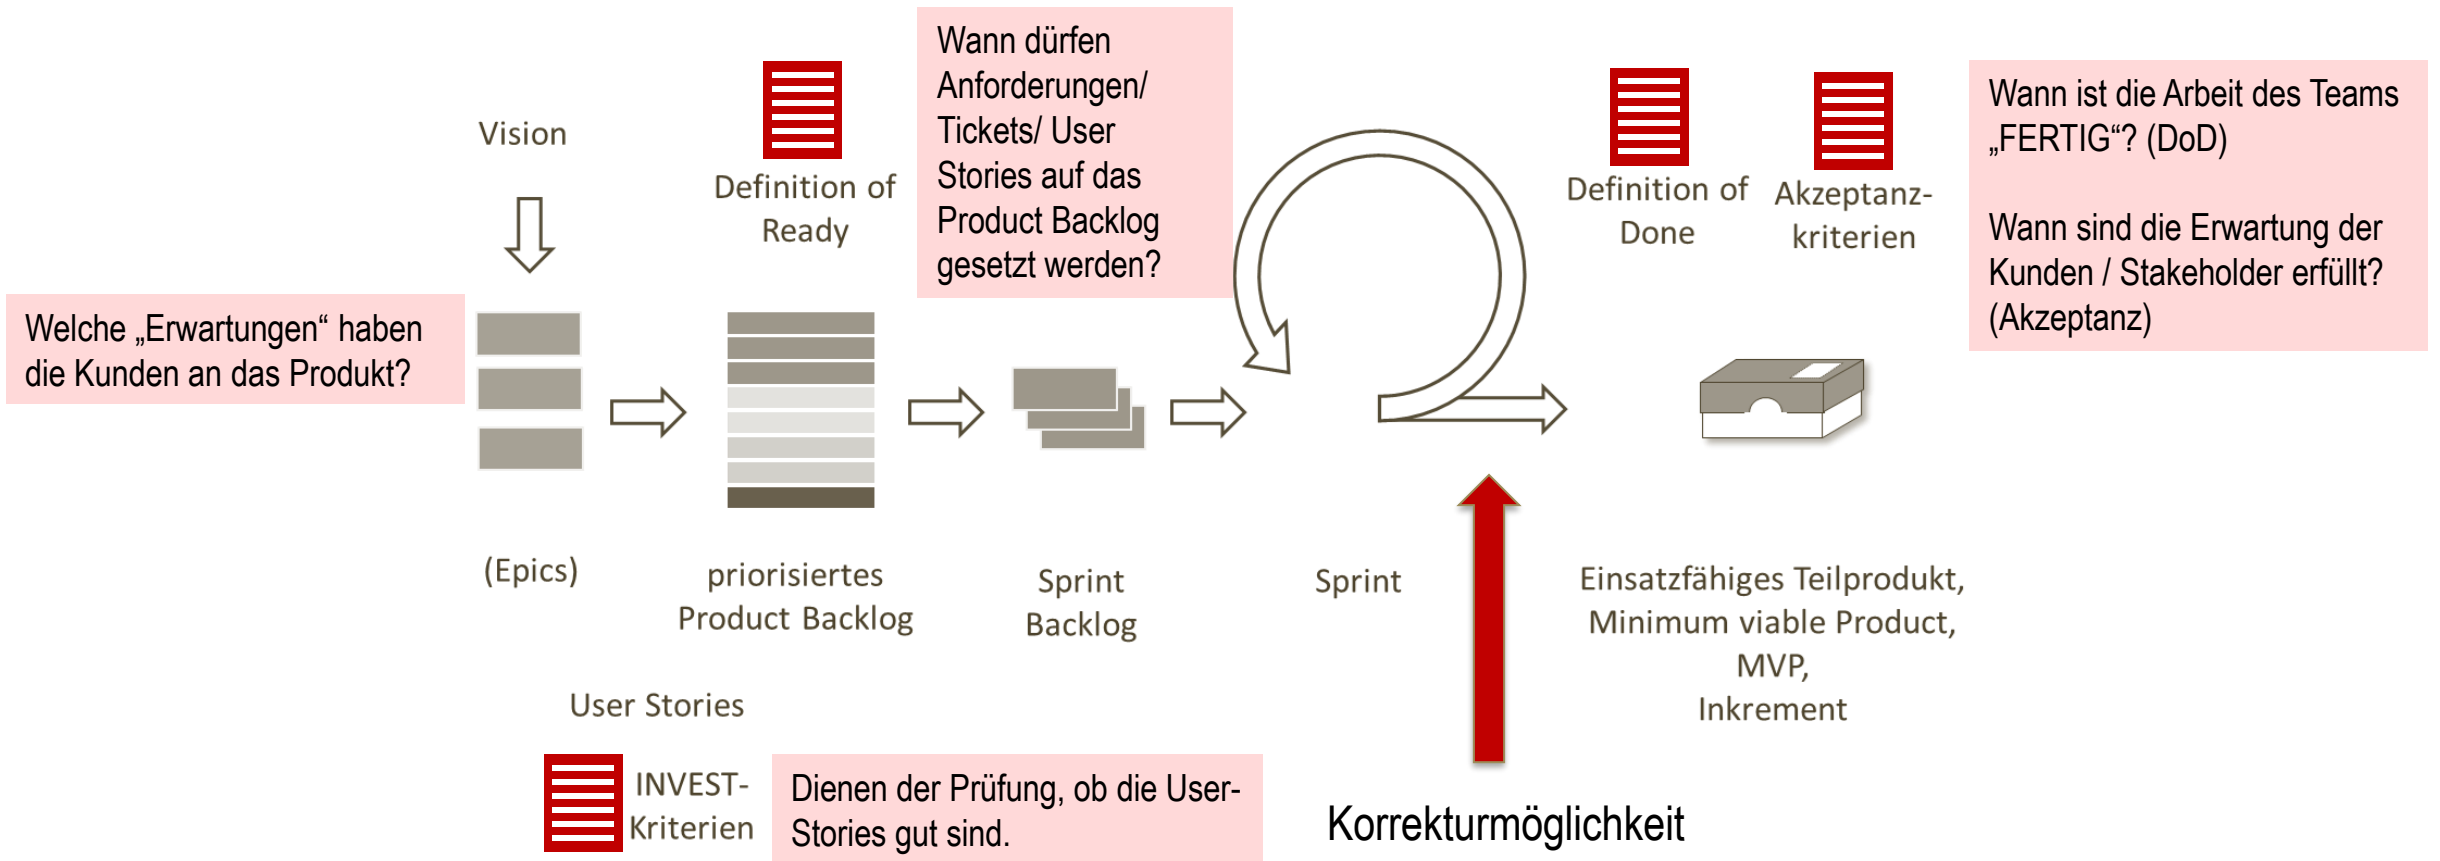 Welche „Erwartungen“ haben
die Kunden an das Produkt?
Vision
(Epics)
Definition of
Ready
Wann dürfen
Anforderungen/
Tickets/ User
Stories auf das
Product Backlog
gesetzt werden?
priorisiertes
Product Backlog
Sprint
Backlog
Sprint
Definition of
Done
Akzeptanz-
kriterien
Wann ist die Arbeit des Teams
„FERTIG“? (DoD)
Wann sind die Erwartung der
Kunden / Stakeholder erfüllt?
(Akzeptanz)
Einsatzfähiges Teilprodukt,
Minimum viable Product,
MVP,
Inkrement
User Stories
INVEST-
Kriterien
Dienen der Prüfung, ob die User-
Stories gut sind.
Korrekturmöglichkeit